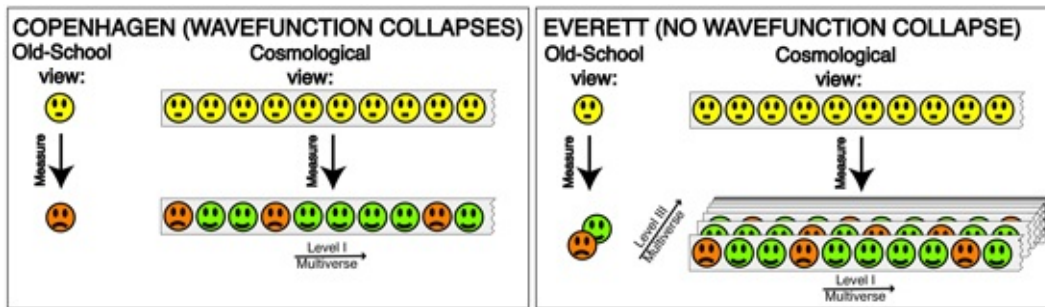 COPENHAGEN (WAVEFUNCTION COLLAPSES)
Old-School
view:
Cosmological
view:
Measure
Measure
Level I
Multiverse
EVERETT (NO WAVEFUNCTION COLLAPSE)
Old-School
view:
Cosmological
view:
Measure
Measure
Level III
Multiverse
Level I
Multiverse